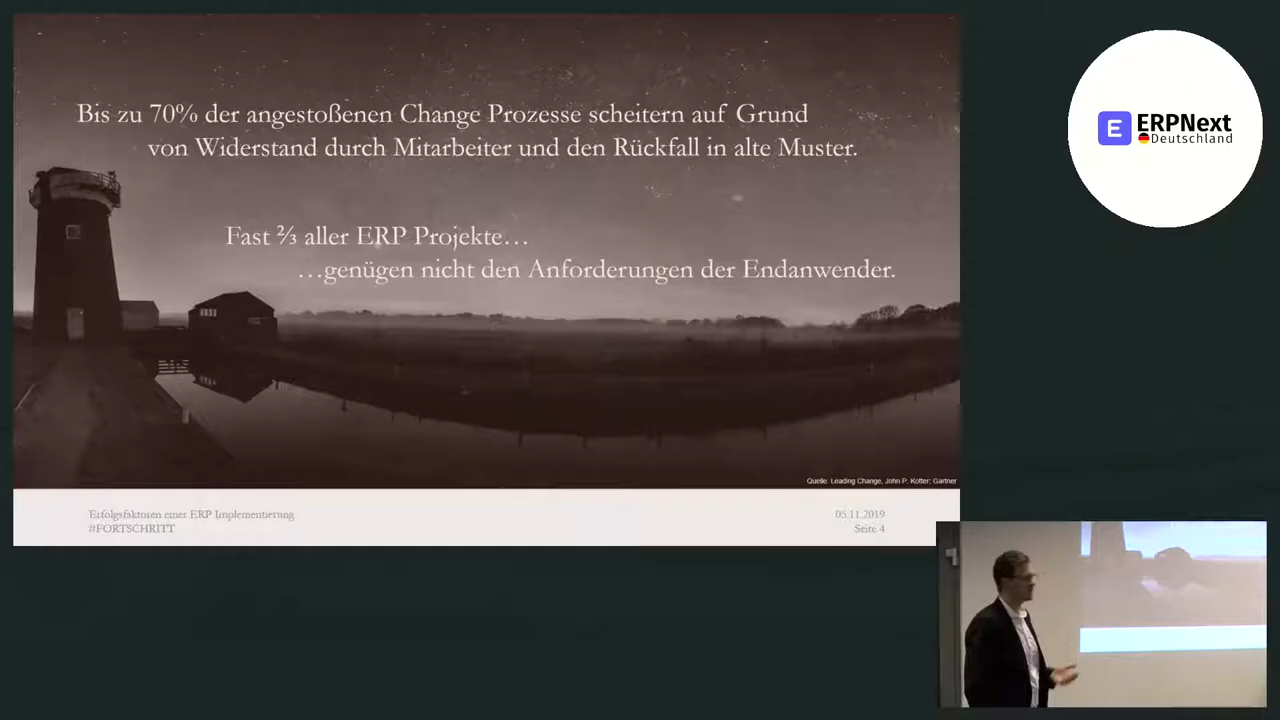 Bis zu 70% der angestoßenen Change Prozesse scheitern auf Grund
von Widerstand durch Mitarbeiter und den Rückfall in alte Muster.
Fast ⅔ aller ERP Projekte…
…genügen nicht den Anforderungen der Endanwender.
Quelle: Leading Change, John P. Kotter; Gartner
Erfolgsfaktoren einer ERP Implementierung
#FORTSCHRITT
05.11.2019
Seite 4
E ERPNext
Deutschland